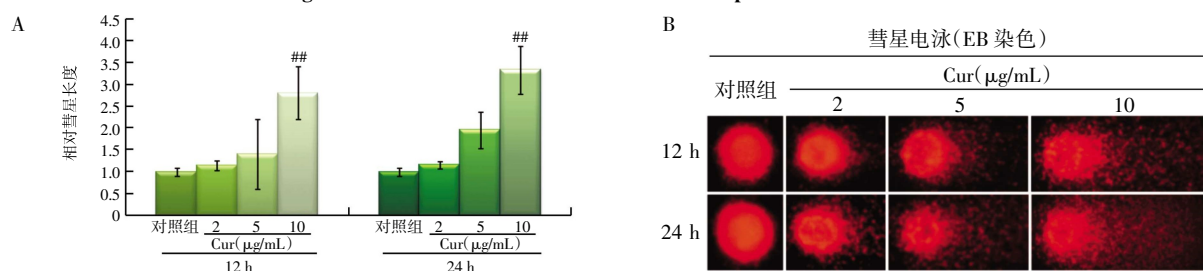 A
相对彗星长度
4.5
4.0
3.5
3.0
2.5
2.0
1.5
1.0
0.5
0
##
##
对照组 2 5 10 对照组 2 5 10
Cur(μg/mL) Cur(μg/mL)
12 h 24 h
B
彗星电泳(EB 染色)
对照组
Cur(μg/mL)
2 5 10
12 h
24 h